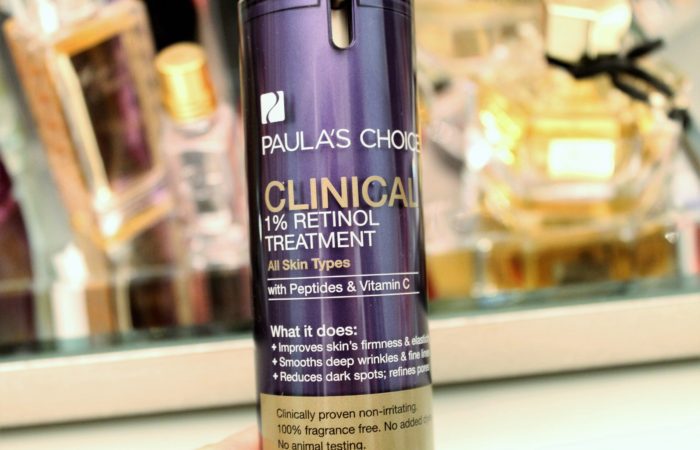 PAULA'S CHOICE
CLINICAL
1% RETINOL
TREATMENT
All Skin Types
with Peptides & Vitamin C
What it does:
+ Improves skin's firmness &
+ Smooths deep wrinkles & fine
+ Reduces dark spots; refines
Clinically proven non-irritating.
100% fragrance free. No added
No animal testing.